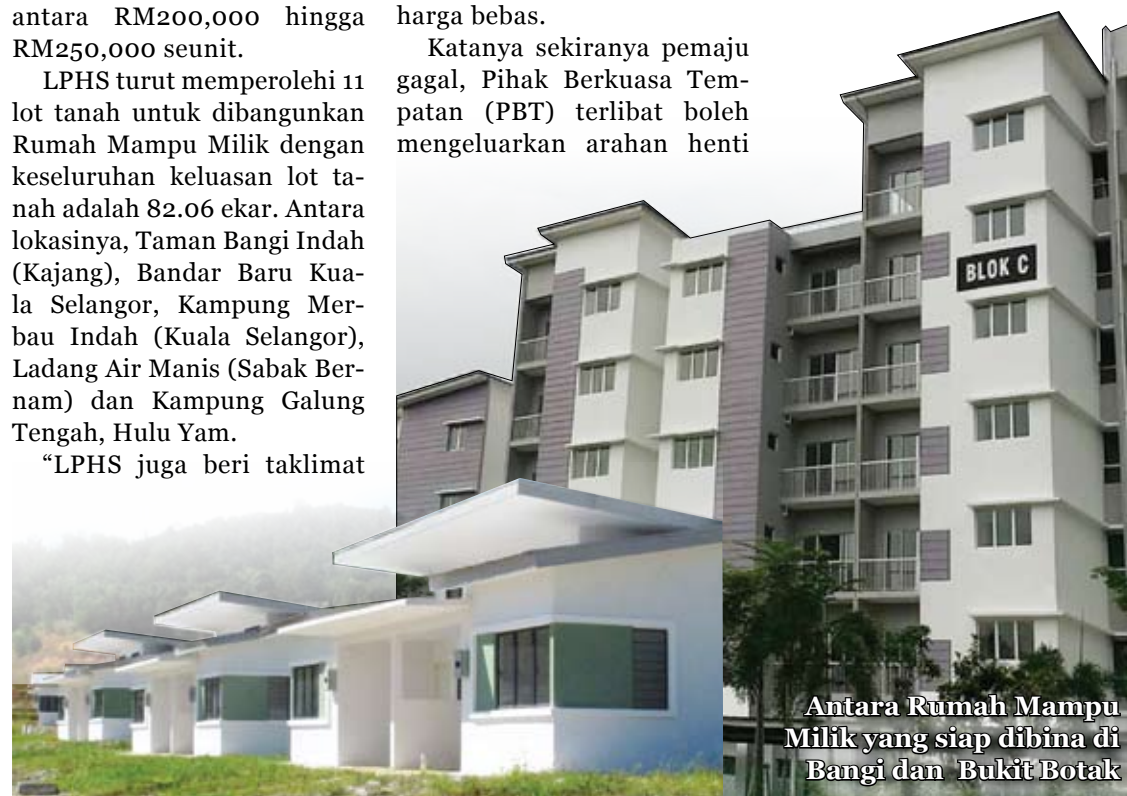 antara RM200,000 hingga
RM250,000 seunit.
LPHS turut memperolehi 11
lot tanah untuk dibangunkan
Rumah Mampu Milik dengan
keseluruhan keluasan lot ta-
nah adalah 82.06 ekar. Antara
lokasinya, Taman Bangi Indah
(Kajang), Bandar Baru Kua-
la Selangor, Kampung Mer-
bau Indah (Kuala Selangor),
Ladang Air Manis (Sabak Ber-
nam) dan Kampung Galung
Tengah, Hulu Yam.
“LPHS juga beri taklimat
harga bebas.
Katanya sekiranya pemaju
gagal, Pihak Berkuasa Tem-
patan (PBT) terlibat boleh
mengeluarkan arahan henti
BLOK C
Antara Rumah Mampu
Milik yang siap dibina di
Bangi dan Bukit Botak